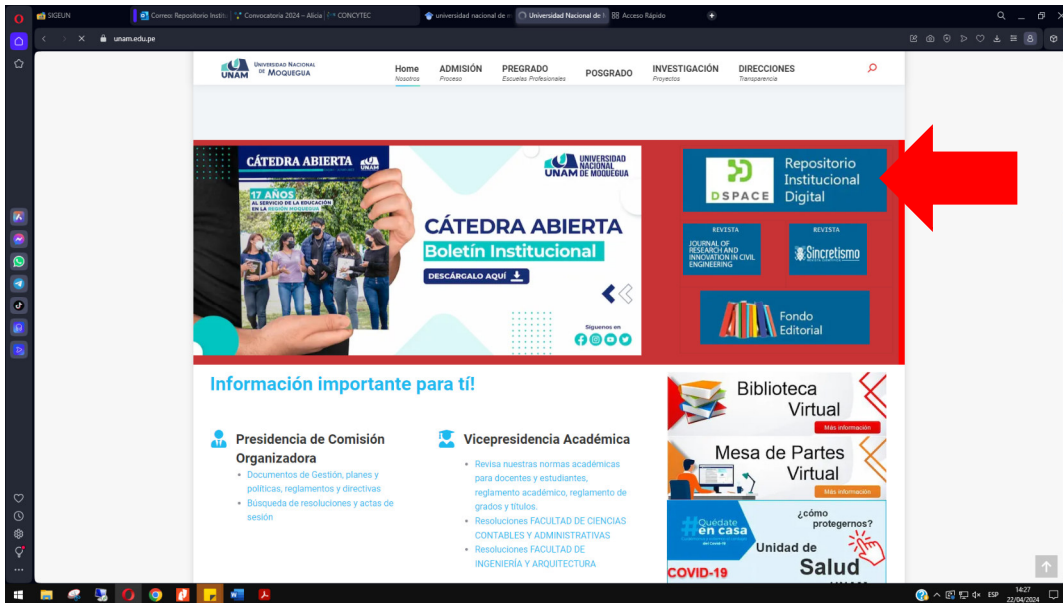 SIGEUN
Correo: Repositorio Instit.
Convocatoria 2024 – Alicia
CONCYTEC
universidad nacional de m
Universidad Nacional de
Acceso Rápido
unam.edu.pe
UNAM
UNIVERSIDAD NACIONAL
DE MOQUEGUA
Home
Nosotros
ADMISIÓN
Proceso
PREGRADO
Escuelas Profesionales
POSGRADO
INVESTIGACIÓN
Proyectos
DIRECCIONES
Transparencia
CÁTEDRA ABIERTA
17 AÑOS
AL SERVICIO DE LA EDUCACIÓN
EN LA REGIÓN MOQUEGUA
UNAM
UNIVERSIDAD
NACIONAL
DE MOQUEGUA
CÁTEDRA ABIERTA
Boletín Institucional
DESCÁRGALO AQUÍ
Siguenos en
DSPACE
Repositorio
Institucional
Digital
REVISTA
JOURNAL OF
RESEARCH AND
INNOVATION IN CIVIL
ENGINEERING
REVISTA
Sincretismo
Fondo
Editorial
Información importante para tí!
Presidencia de Comisión
Organizadora
Documentos de Gestión, planes y
políticas, reglamentos y directivas
Búsqueda de resoluciones y actas de
sesión
Vicepresidencia Académica
Revisa nuestras normas académicas
para docentes y estudiantes,
reglamento académico, reglamento de
grados y títulos.
Resoluciones FACULTAD DE CIENCIAS
CONTABLES Y ADMINISTRATIVAS
Resoluciones FACULTAD DE
INGENIERÍA Y ARQUITECTURA
Biblioteca
Virtual
Más información
Mesa de Partes
Virtual
Más información
#Quédate
en casa
¿cómo
protegernos?
Unidad de
Salud
COVID-19
ESP
14:27
22/04/2024